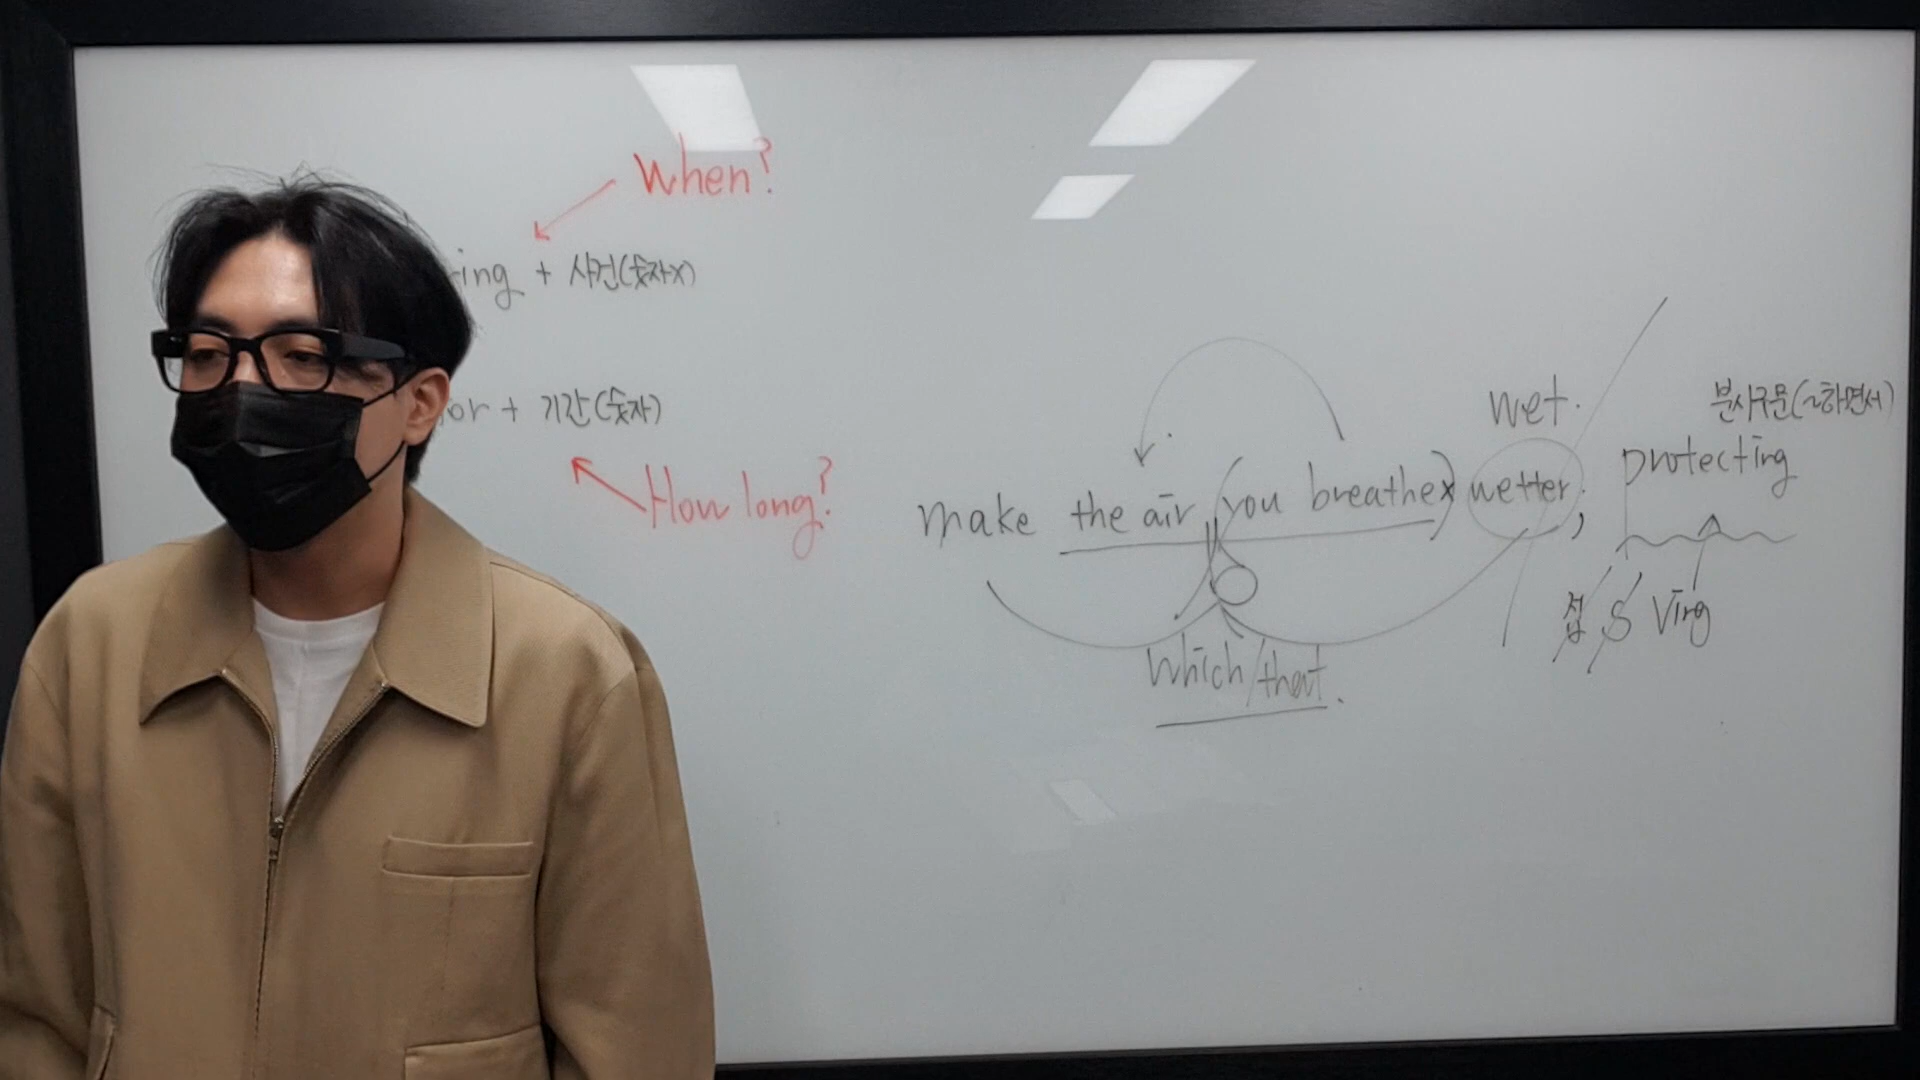 When?
ring + 사건(숫자x)
or + 기간(숫자)
How long?
wet.
분사구문(~하면서)
make the air (you breathe x) wetter, protecting
접 S Ving
which/that.